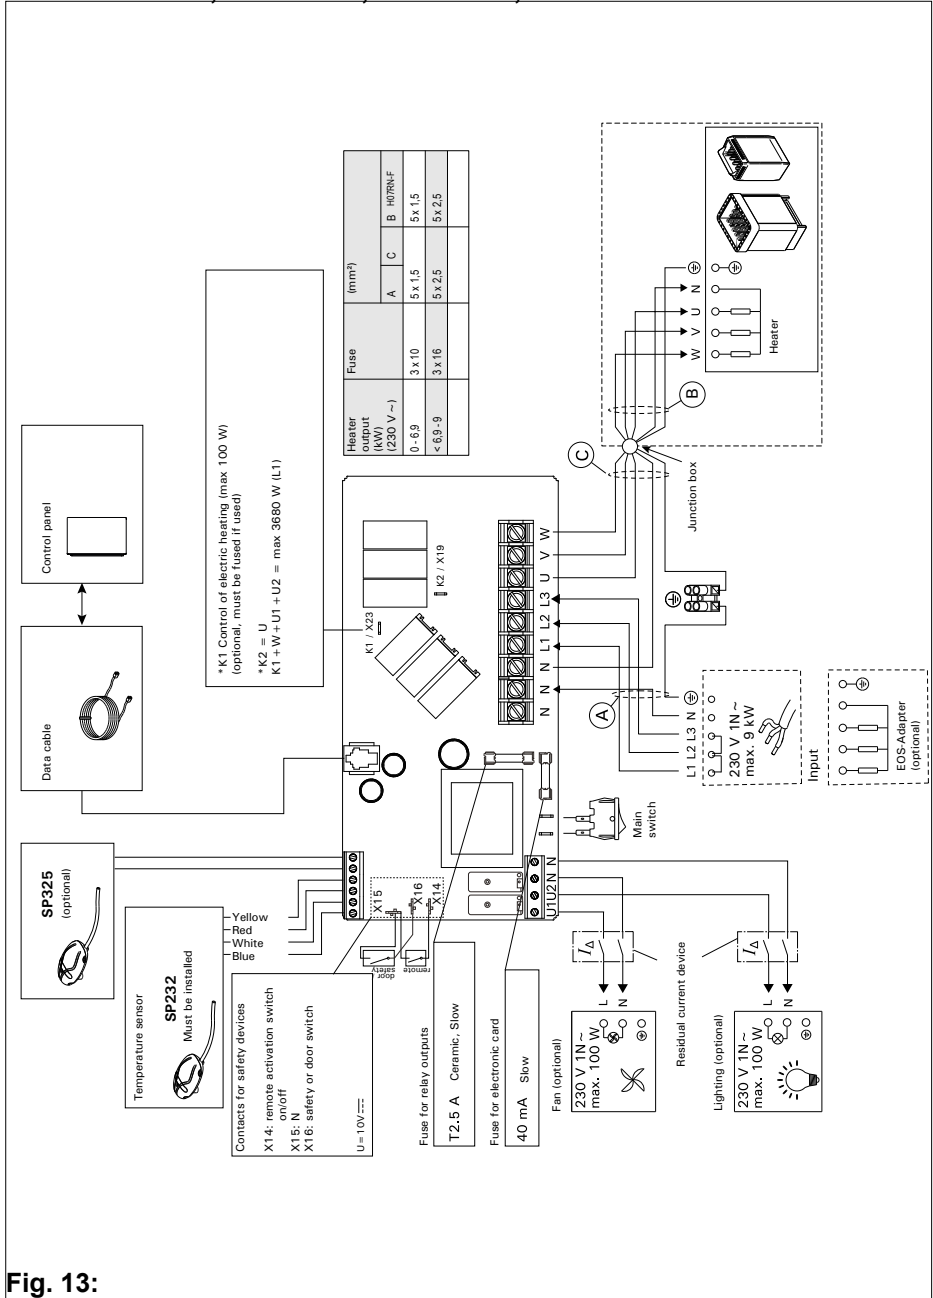 Control panel
Data cable
SP325
(optional)
Temperature sensor
SP232
Must be installed
Yellow
Red
White
Blue
*K1 Control of electric heating (max 100 W)
(optional, must be fused if used)
*K2 = U
K1+W+U1+U2 = max 3680 W (L1)
Heater output (kW) (230 V~) Fuse (mm²)
A C B H07RN-F
0 - 6,9 3 x 10 5 x 1,5 5 x 1,5
< 6,9 - 9 3 x 16 5 x 2,5 5 x 2,5
Contacts for safety devices
X14: remote activation switch
on/off
X15: N
X16: safety or door switch
U=10V
door
safety
remote
X15
X16
X14
K1 / X23
K2 / X19
Fuse for relay outputs
T2.5 A Ceramic, Slow
Fuse for electronic card
40 mA Slow
U1 U2 N N
N N N L1 L2 L3 U V W
Main
switch
A
C
B
Junction box
W V U N
Heater
L1 L2 L3 N
230 V 1N~
max. 9 kW
Input
EOS-Adapter
(optional)
I∆
L
N
Fan (optional)
230 V 1N~
max. 100 W
Residual current device
I∆
L
N
Lighting (optional)
230 V 1N~
max. 100 W
Fig. 13: